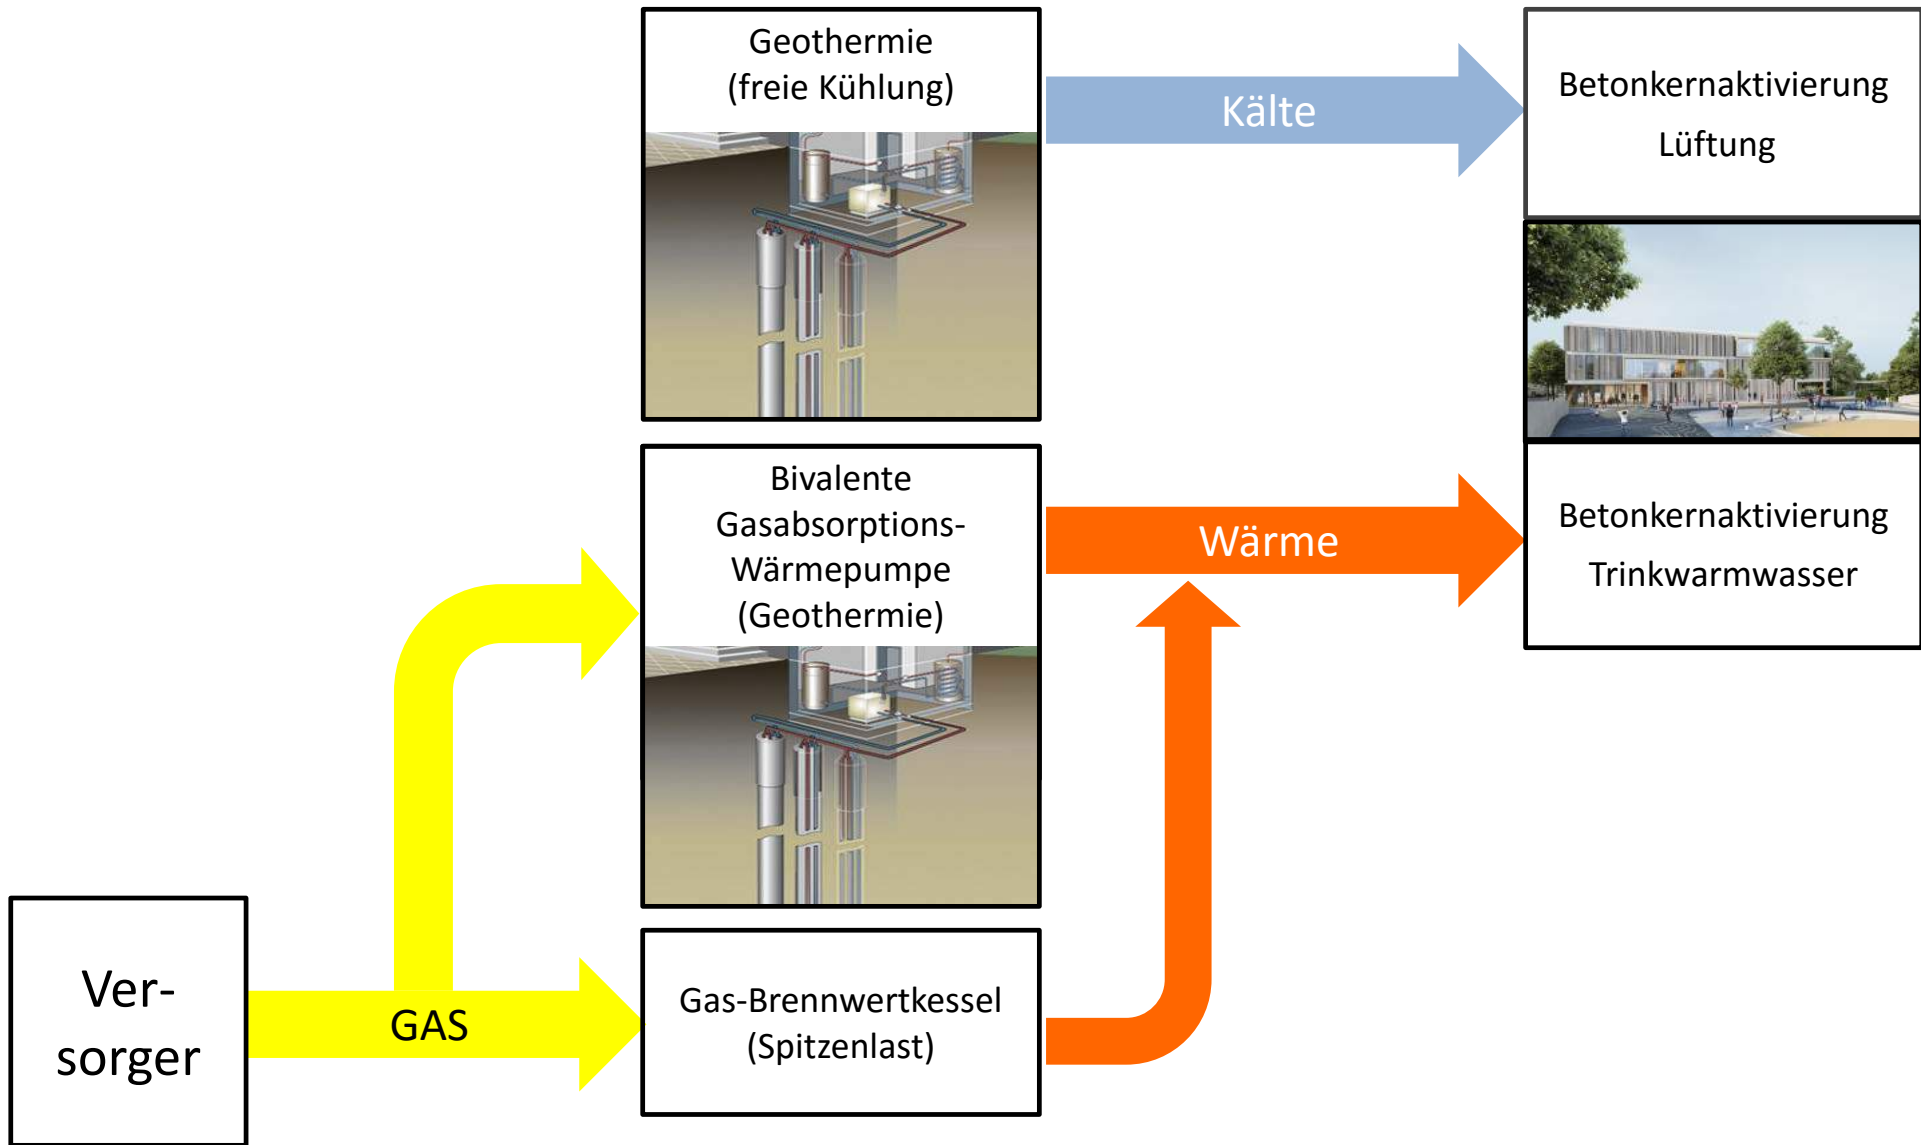 Geothermie
(freie Kühlung)
Kälte
Betonkernaktivierung
Lüftung
Bivalente
Gasabsorptions-
Wärmepumpe
(Geothermie)
Wärme
Betonkernaktivierung
Trinkwarmwasser
Ver-
sorger
GAS
Gas-Brennwertkessel
(Spitzenlast)